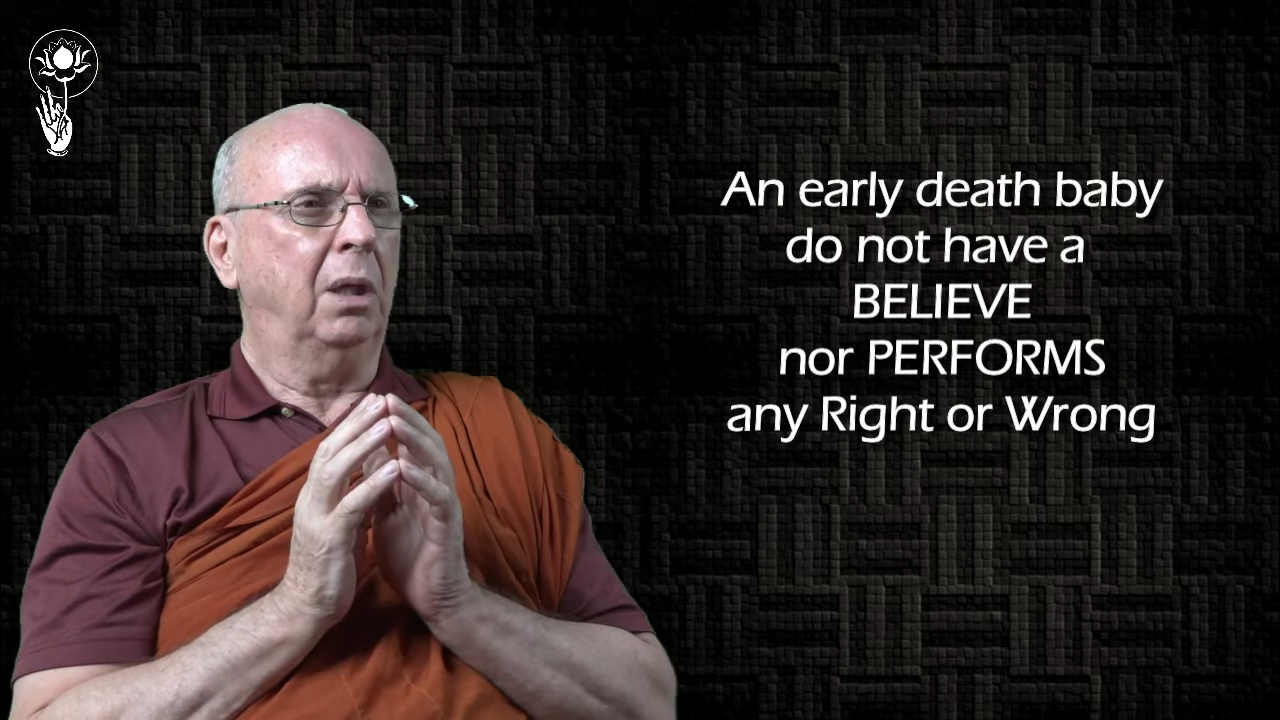 An early death baby
do not have a
BELIEVE
nor PERFORMS
any Right or Wrong